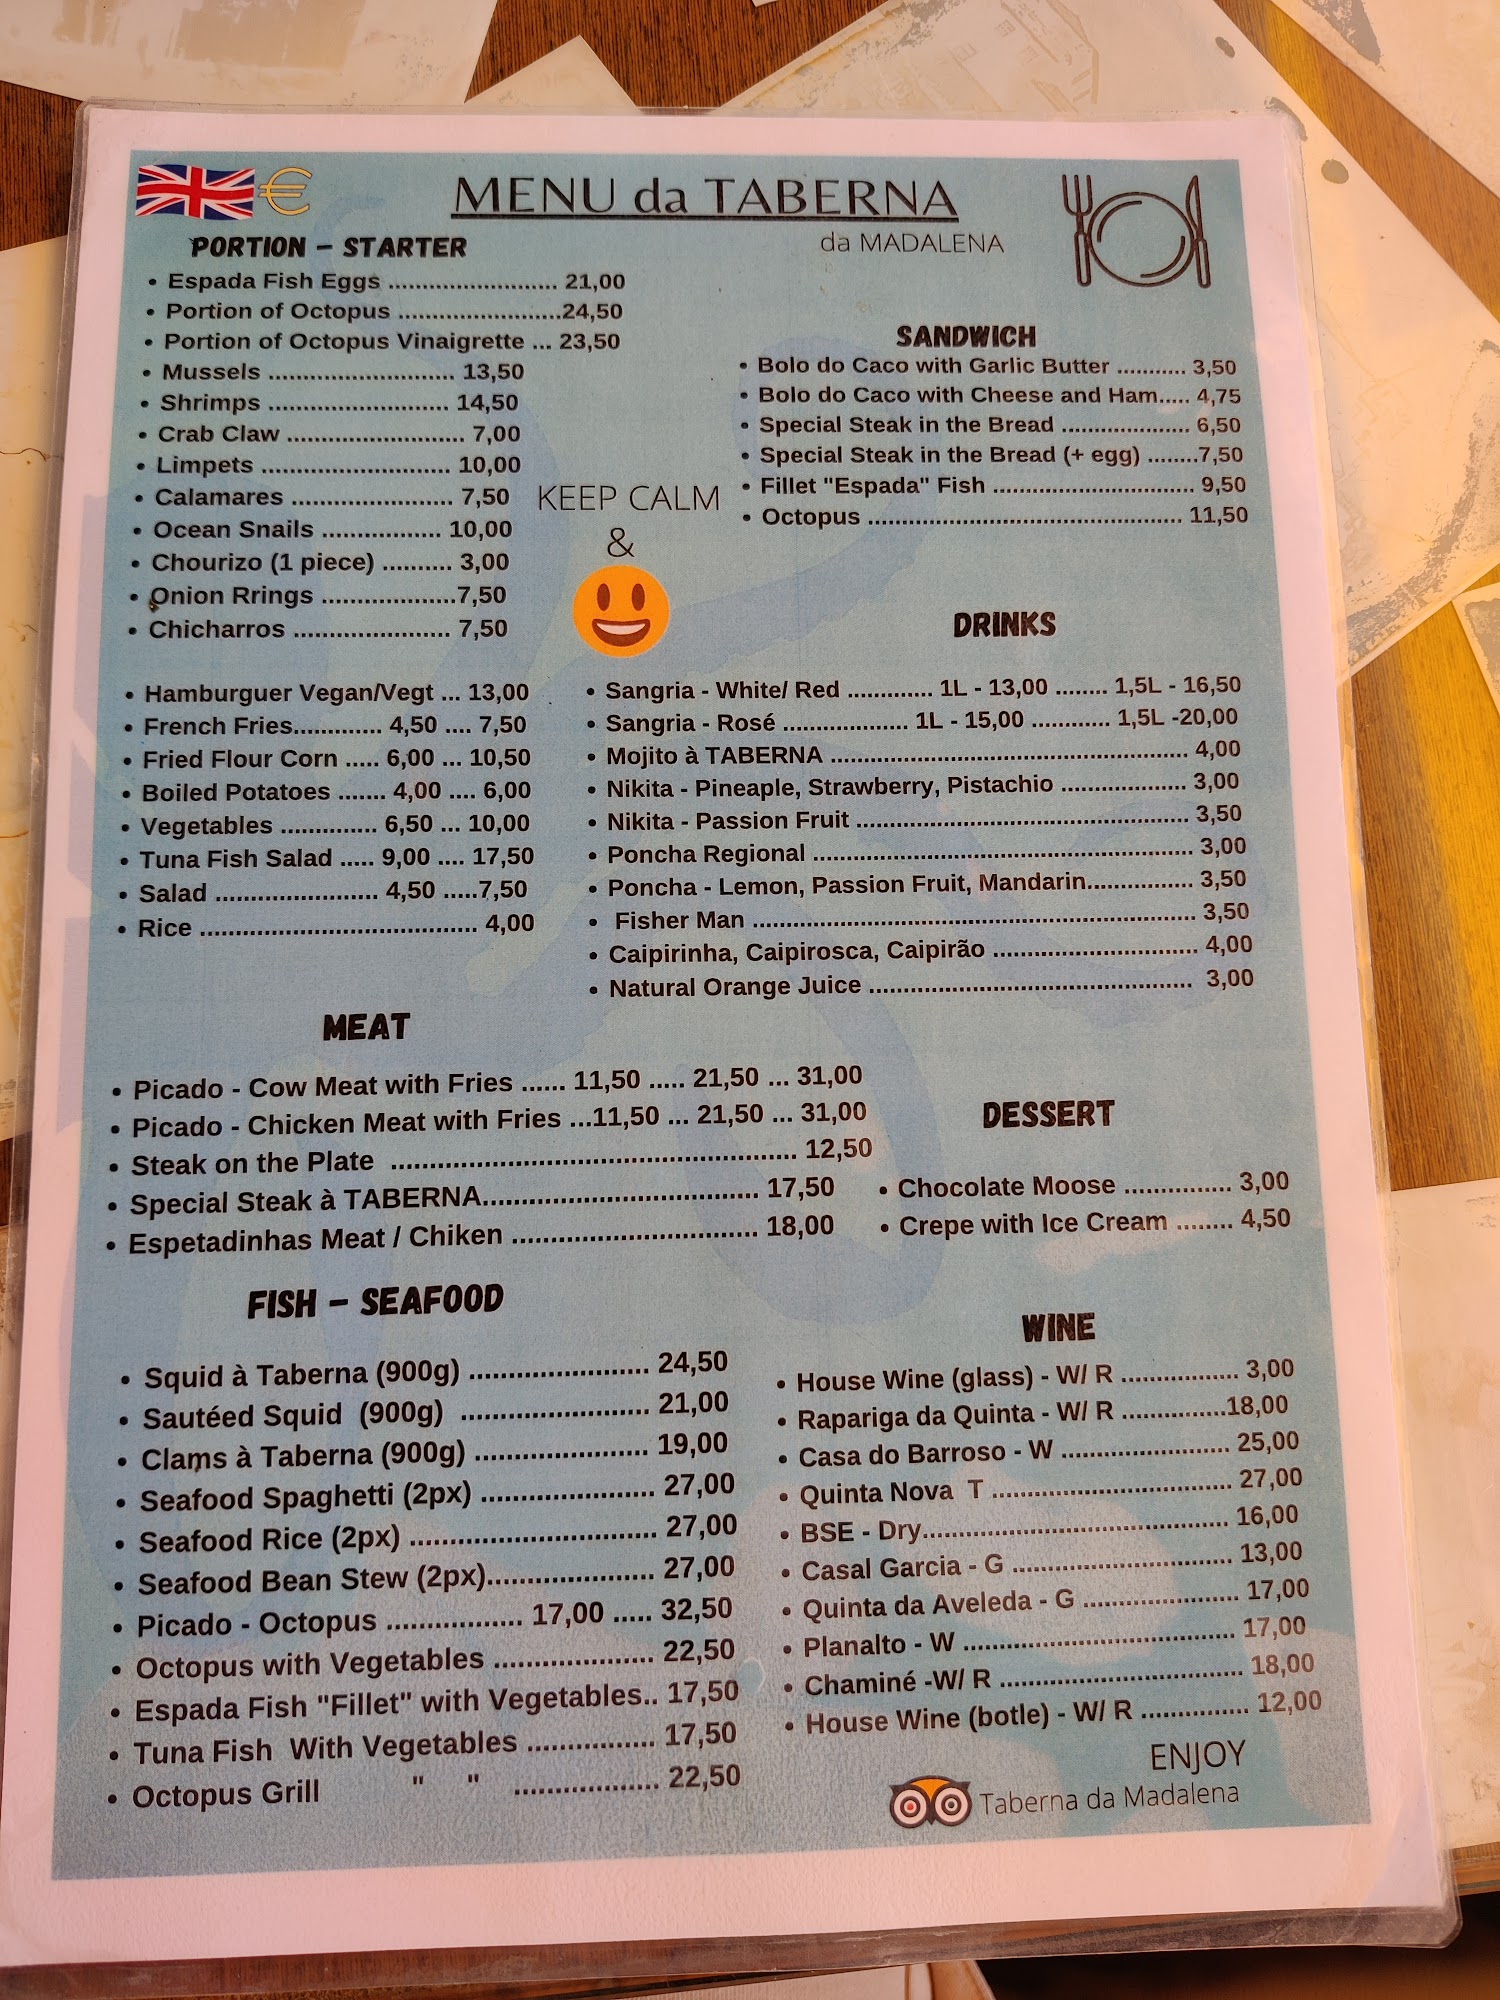 €
MENU da TABERNA
da MADALENA
PORTION - STARTER
• Espada Fish Eggs ......................... 21,00
• Portion of Octopus ........................24,50
• Portion of Octopus Vinaigrette ... 23,50
• Mussels ............................ 13,50
• Shrimps ........................... 14,50
• Crab Claw .......................... 7,00
• Limpets ............................ 10,00
• Calamares ........................ 7,50
• Ocean Snails .................. 10,00
• Chourizo (1 piece) .......... 3,00
• Onion Rrings ....................7,50
• Chicharros ....................... 7,50
• Hamburguer Vegan/Vegt ... 13,00
• French Fries............. 4,50 .... 7,50
• Fried Flour Corn ..... 6,00 ... 10,50
• Boiled Potatoes ....... 4,00 .... 6,00
• Vegetables .............. 6,50 ... 10,00
• Tuna Fish Salad ..... 9,00 .... 17,50
• Salad ........................ 4,50 .....7,50
• Rice ......................................... 4,00
KEEP CALM
&
SANDWICH
• Bolo do Caco with Garlic Butter ........... 3,50
• Bolo do Caco with Cheese and Ham..... 4,75
• Special Steak in the Bread .................... 6,50
• Special Steak in the Bread (+ egg) ........7,50
• Fillet "Espada" Fish ............................... 9,50
• Octopus ................................................ 11,50
DRINKS
• Sangria - White/ Red ............. 1L - 13,00 ........ 1,5L - 16,50
• Sangria - Rosé ................... 1L - 15,00 ............ 1,5L -20,00
• Mojito à TABERNA ..................................................... 4,00
• Nikita - Pineaple, Strawberry, Pistachio ................... 3,00
• Nikita - Passion Fruit .................................................. 3,50
• Poncha Regional ......................................................... 3,00
• Poncha - Lemon, Passion Fruit, Mandarin................ 3,50
• Fisher Man .................................................................. 3,50
• Caipirinha, Caipirosca, Caipirão ............................... 4,00
• Natural Orange Juice ................................................. 3,00
MEAT
• Picado - Cow Meat with Fries ...... 11,50 ..... 21,50 ... 31,00
• Picado - Chicken Meat with Fries ...11,50 ... 21,50 ... 31,00
• Steak on the Plate ...................................................... 12,50
• Special Steak à TABERNA..................................... 17,50
• Espetadinhas Meat / Chiken ................................. 18,00
DESSERT
• Chocolate Moose ................ 3,00
• Crepe with Ice Cream ........ 4,50
FISH - SEAFOOD
• Squid à Taberna (900g) ........................ 24,50
• Sautéed Squid (900g) ......................... 21,00
• Clams à Taberna (900g) ....................... 19,00
• Seafood Spaghetti (2px) ....................... 27,00
• Seafood Rice (2px) ................................. 27,00
• Seafood Bean Stew (2px)...................... 27,00
• Picado - Octopus .................. 17,00 ..... 32,50
• Octopus with Vegetables ..................... 22,50
• Espada Fish "Fillet" with Vegetables.. 17,50
• Tuna Fish With Vegetables ................. 17,50
• Octopus Grill " " ................... 22,50
WINE
• House Wine (glass) - W/ R .................. 3,00
• Rapariga da Quinta - W/ R ................18,00
• Casa do Barroso - W ......................... 25,00
• Quinta Nova T .................................... 27,00
• BSE - Dry............................................. 16,00
• Casal Garcia - G ................................ 13,00
• Quinta da Aveleda - G ...................... 17,00
• Planalto - W ........................................ 17,00
• Chaminé -W/ R ................................... 18,00
• House Wine (botle) - W/ R ............... 12,00
ENJOY
Taberna da Madalena